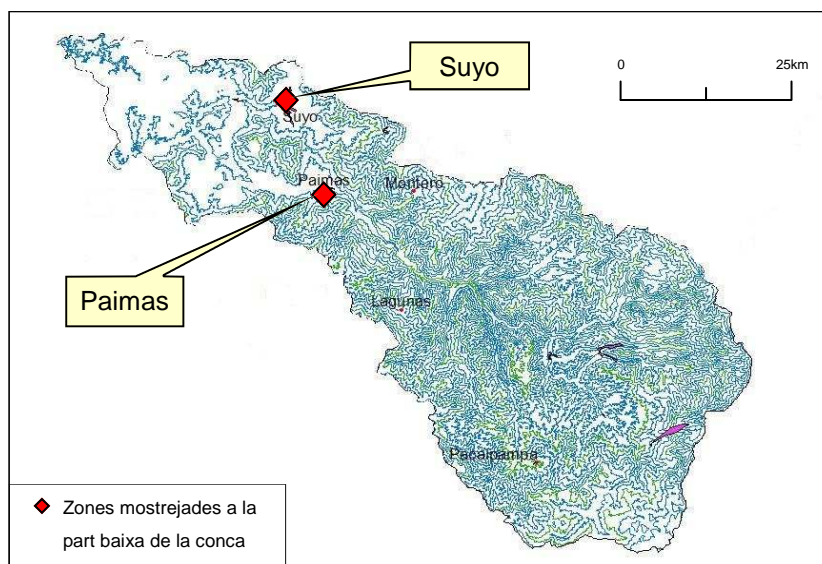 Suyo
0 25km
Suyo
Paimas
Montero
Paimas
Lagunas
Pacaipampa
Zones mostrejades a la
part baixa de la conca